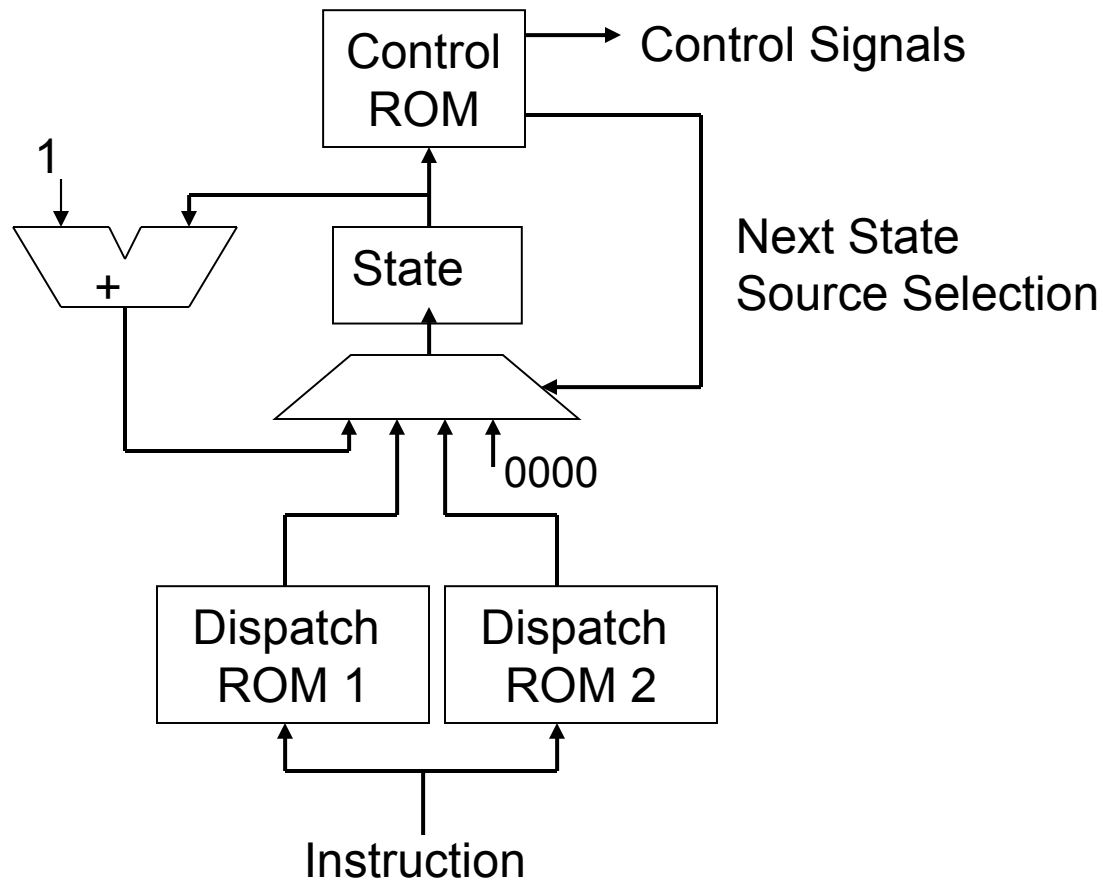 Control
ROM
Control Signals
1
+
State
Next State
Source Selection
0000
Dispatch
ROM 1
Dispatch
ROM 2
Instruction